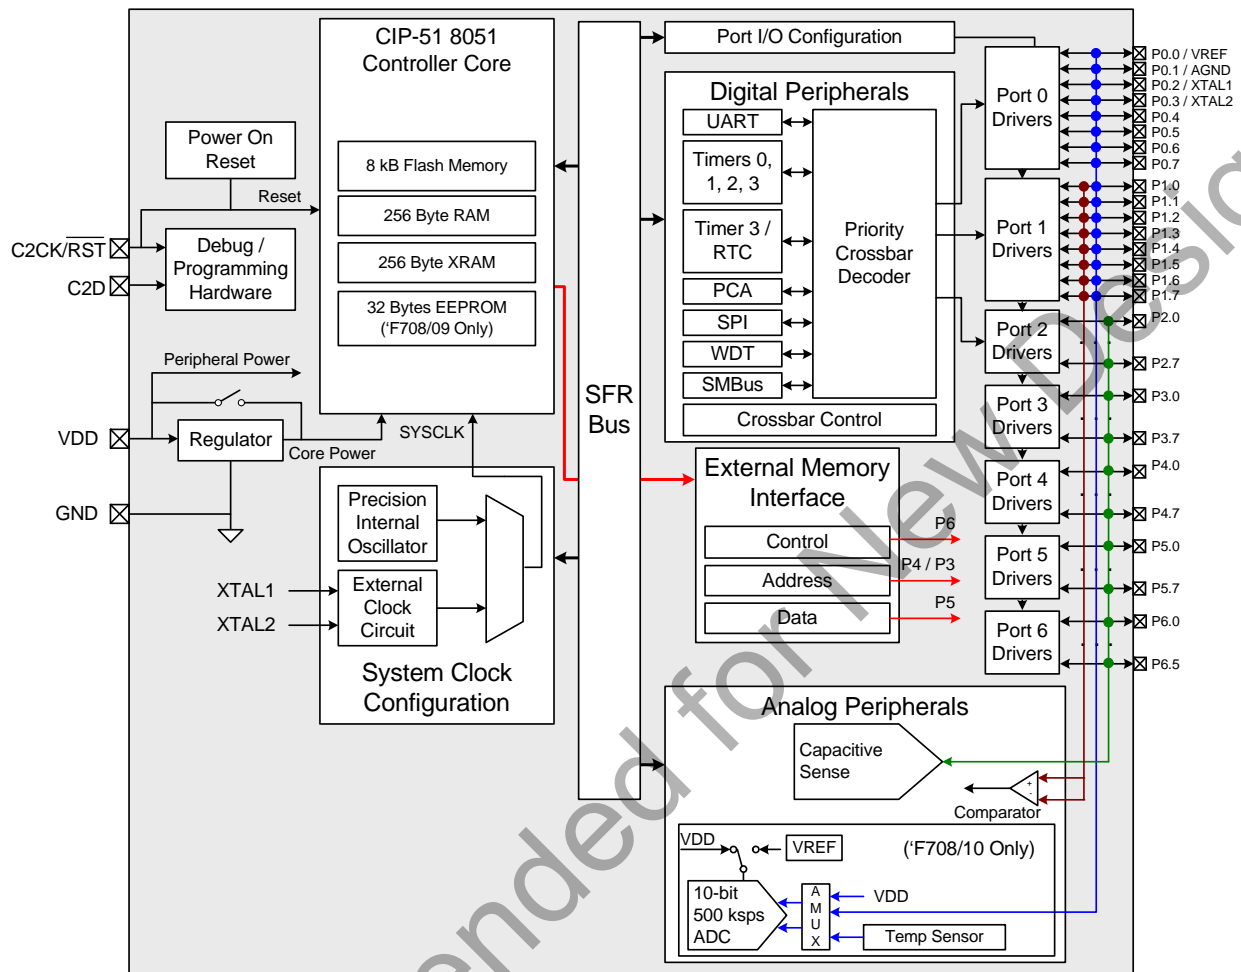 CIP-51 8051
Controller Core
8 kB Flash Memory
256 Byte RAM
256 Byte XRAM
32 Bytes EEPROM
('F708/09 Only)
Power On
Reset
Reset
C2CK/RST
C2D
Debug /
Programming
Hardware
Peripheral Power
VDD
Regulator
Core Power
GND
SYSCLK
Precision
Internal
Oscillator
XTAL1
XTAL2
External
Clock
Circuit
System Clock
Configuration
SFR
Bus
Port I/O Configuration
Digital Peripherals
UART
Timers 0,
1, 2, 3
Timer 3 /
RTC
PCA
SPI
WDT
SMBus
Priority
Crossbar
Decoder
Crossbar Control
External Memory
Interface
Control
Address
Data
P6
P4 / P3
P5
Port 0
Drivers
Port 1
Drivers
Port 2
Drivers
Port 3
Drivers
Port 4
Drivers
Port 5
Drivers
Port 6
Drivers
P0.0 / VREF
P0.1 / AGND
P0.2 / XTAL1
P0.3 / XTAL2
P0.4
P0.5
P0.6
P0.7
P1.0
P1.1
P1.2
P1.3
P1.4
P1.5
P1.6
P1.7
P2.0
P2.7
P3.0
P3.7
P4.0
P4.7
P5.0
P5.7
P6.0
P6.5
Analog Peripherals
Capacitive
Sense
+
-
Comparator
VDD
VREF
('F708/10 Only)
10-bit
500 ksps
ADC
A
M
U
X
VDD
Temp Sensor
ended for New Desig